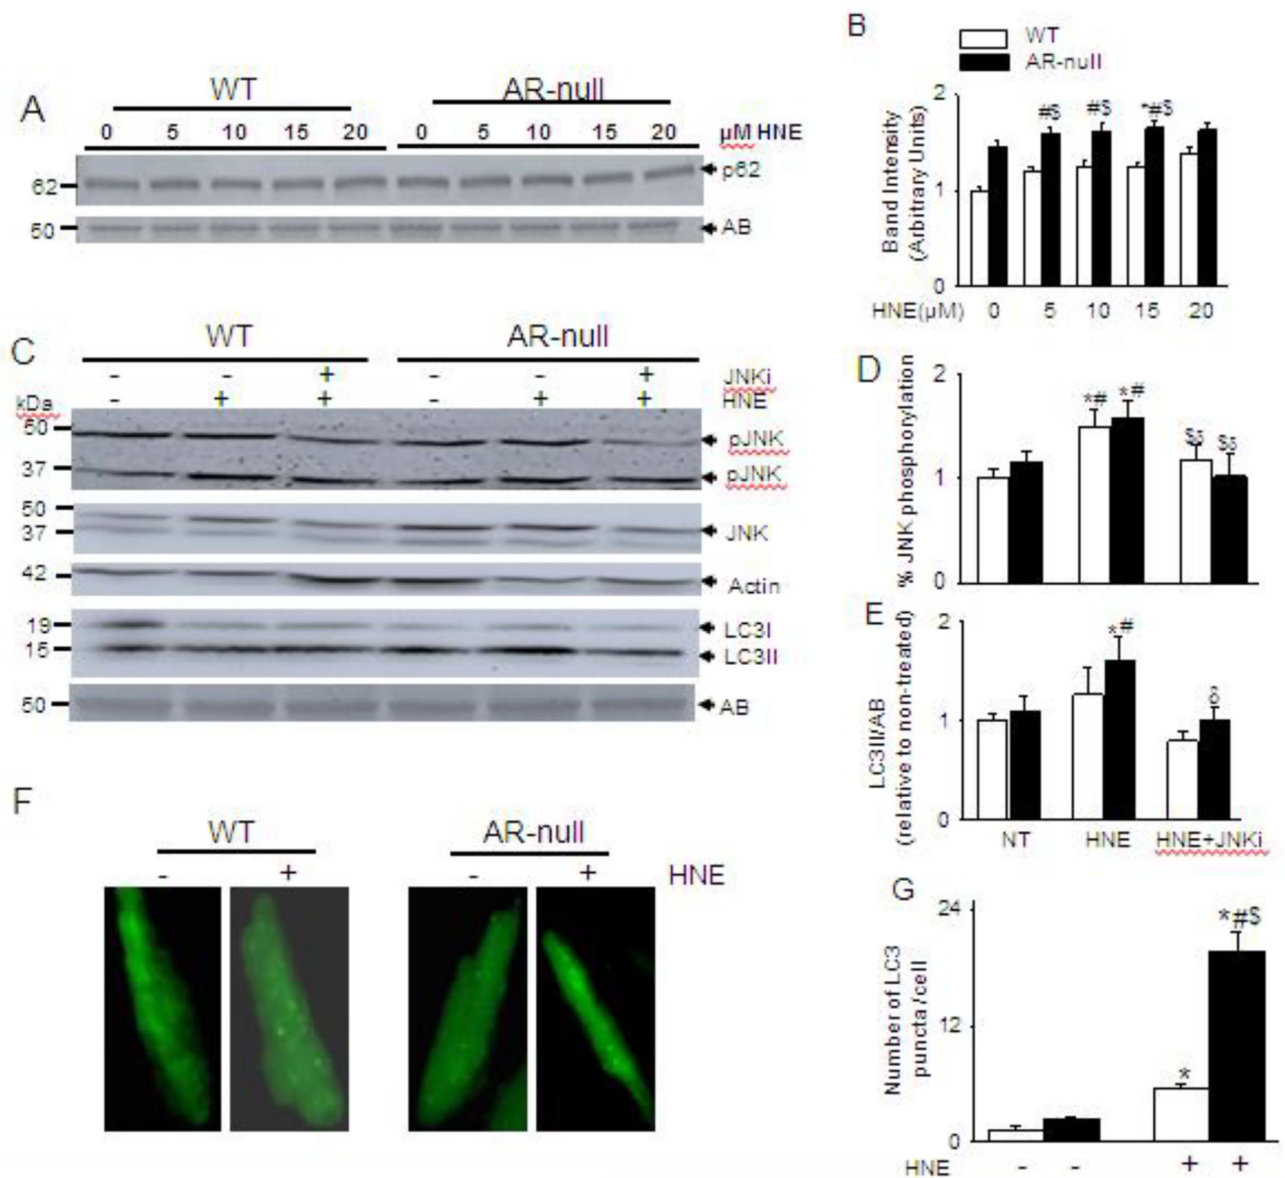 A
WT
AR-null
0 5 10 15 20 0 5 10 15 20 µM HNE
62
p62
50
AB
B
WT
AR-null
Band Intensity
(Arbitrary Units)
2
1
0
#$ #$ *#$
HNE(µM) 0 5 10 15 20
C
WT
AR-null
- - + - - + JNKi
- + + - + + HNE
kDa
50
pJNK
37
pJNK
50
37
JNK
42
Actin
19
LC3I
15
LC3II
50
AB
D
% JNK phosphorylation
2
1
0
*# *#
$δ $δ
E
LC3II/AB
(relative to non-treated)
2
1
0
*#
δ
NT HNE HNE+JNKi
F
WT
AR-null
- + - + HNE
G
Number of LC3
puncta/cell
24
12
0
*
*#$
HNE - - + +